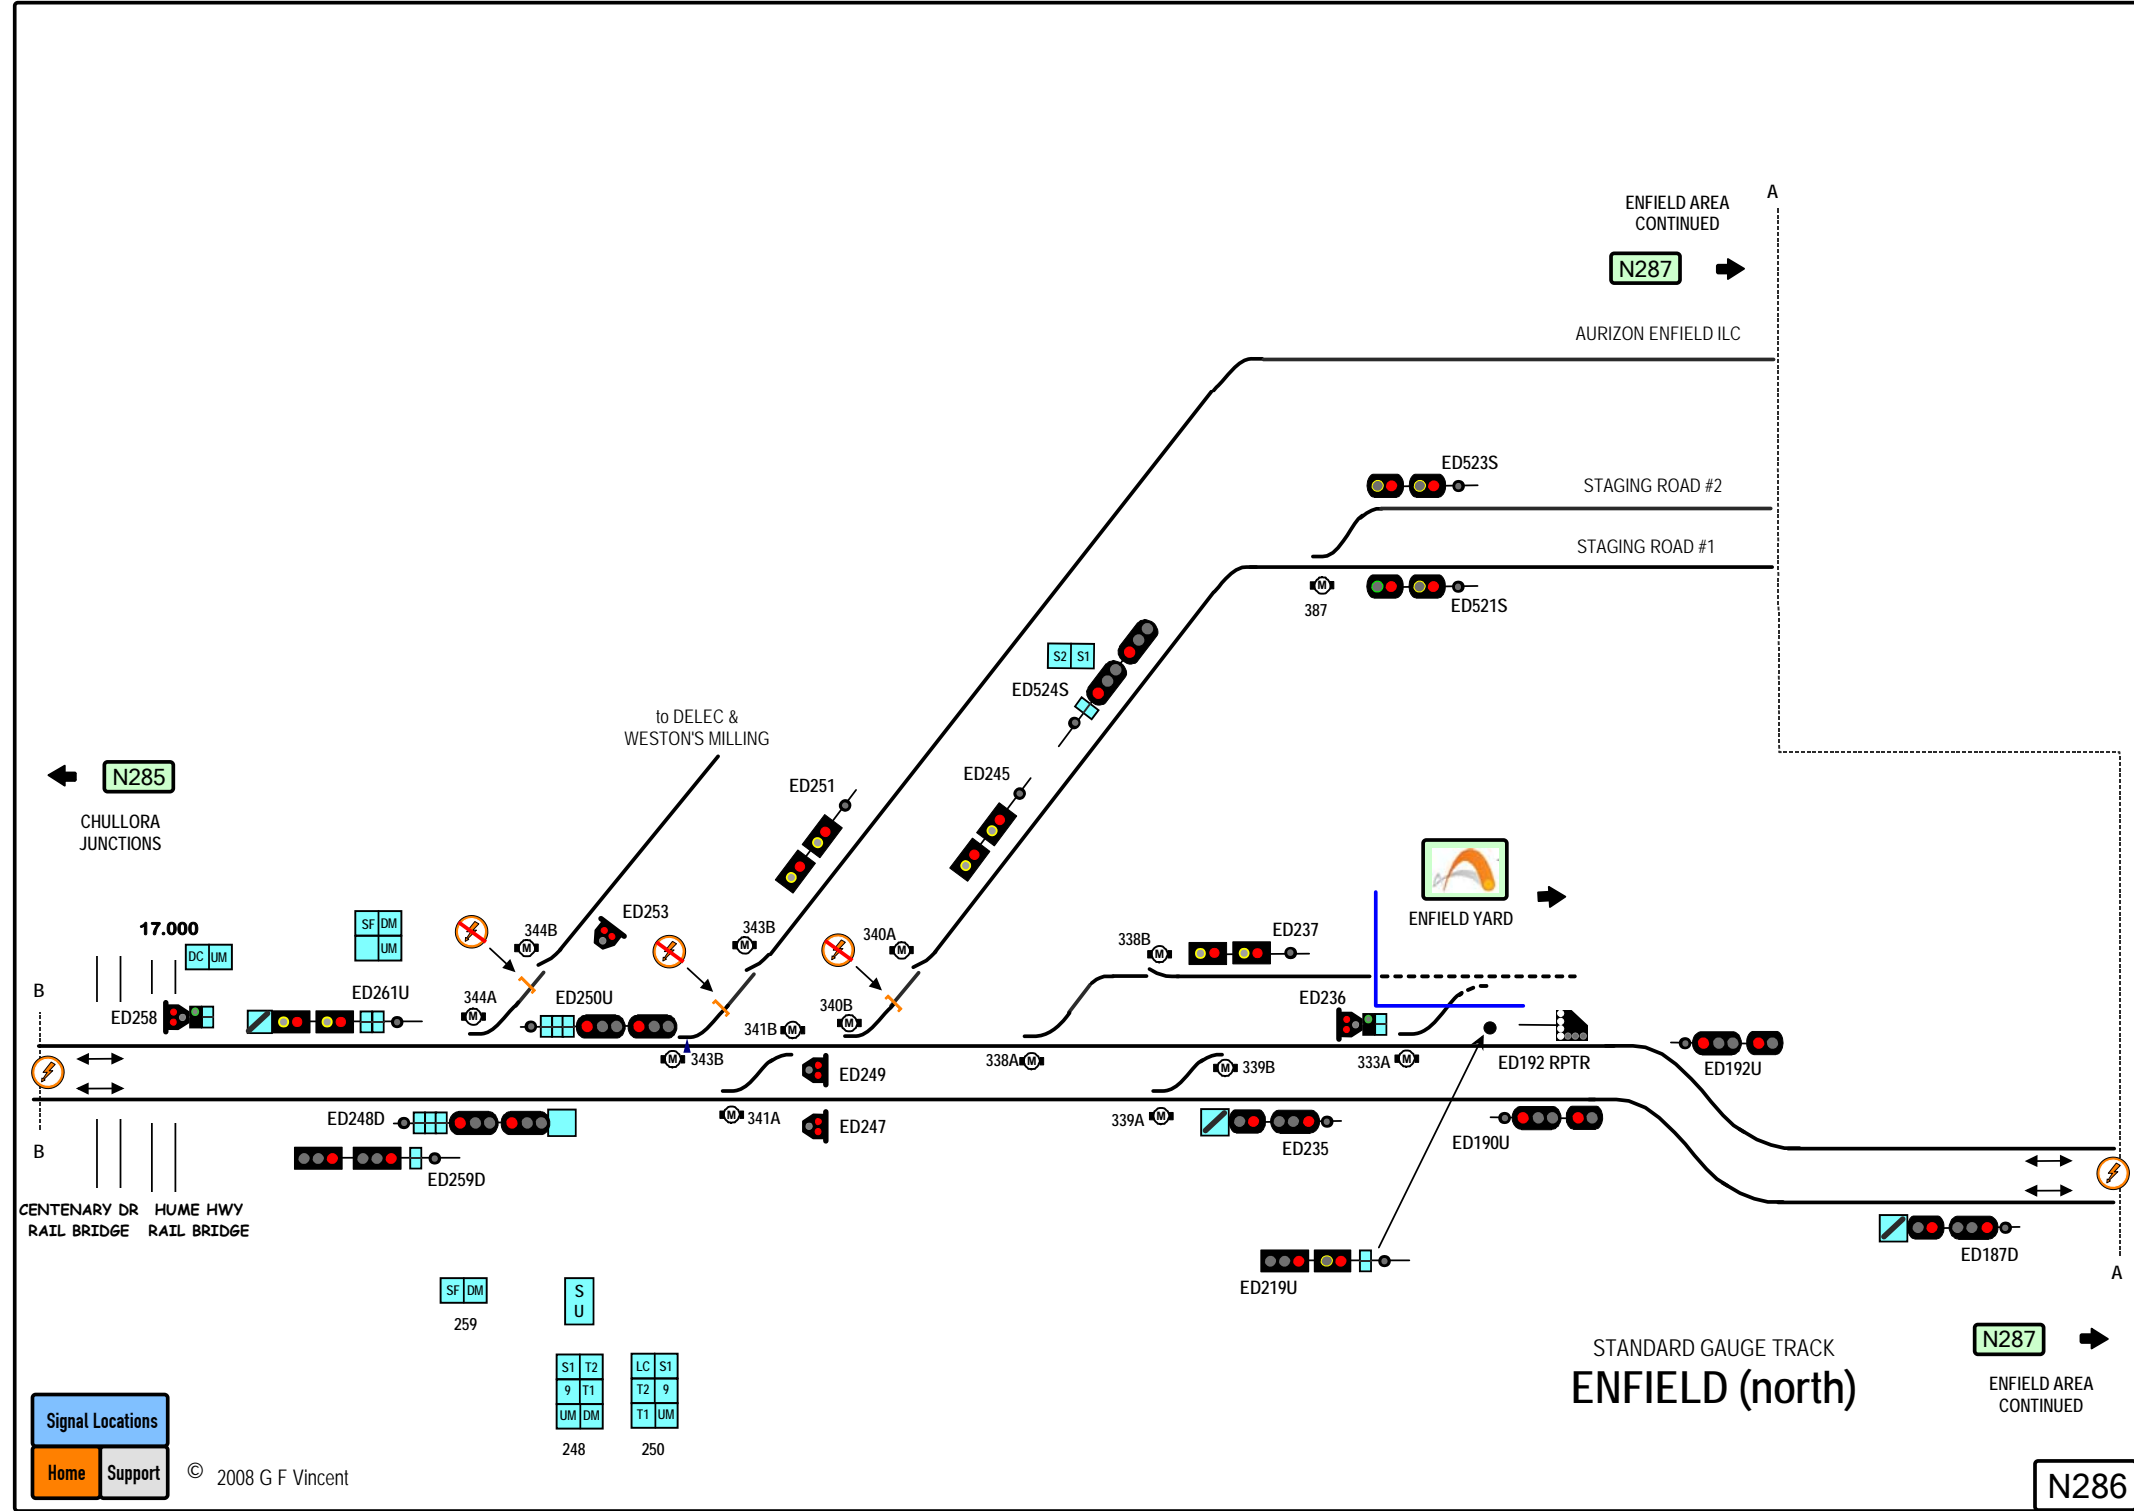 A
ENFIELD AREA
CONTINUED
N287
AURIZON ENFIELD ILC
ED523S
STAGING ROAD #2
STAGING ROAD #1
387
ED521S
S2 S1
ED524S
to DELEC &
WESTON'S MILLING
N285
CHULLORA
JUNCTIONS
ED251
ED245
ENFIELD YARD
17.000
DC UM
SF DM
UM
ED253
344B
M
343B
M
340A
M
338B
M
ED237
B
ED258
ED261U
344A
M
ED250U
341B
M
340B
M
ED236
M
343B
ED249
338A
M
M
339B
333A
M
ED192 RPTR
ED192U
ED248D
M
341A
ED247
339A
M
ED235
ED190U
B
ED259D
CENTENARY DR
RAIL BRIDGE
HUME HWY
RAIL BRIDGE
ED187D
ED219U
A
SF DM
259
S
U
S1 T2
9 T1
UM DM
248
LC S1
T2 9
T1 UM
250
STANDARD GAUGE TRACK
ENFIELD (north)
N287
ENFIELD AREA
CONTINUED
Signal Locations
Home
Support
© 2008 G F Vincent
N286